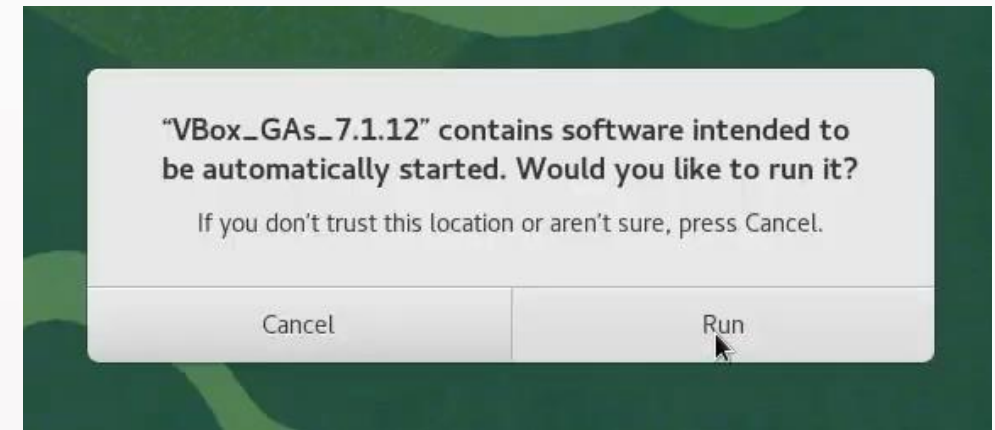 “VBox_GAs_7.1.12” contains software intended to
be automatically started. Would you like to run it?
If you don’t trust this location or aren’t sure, press Cancel.
Cancel
Run